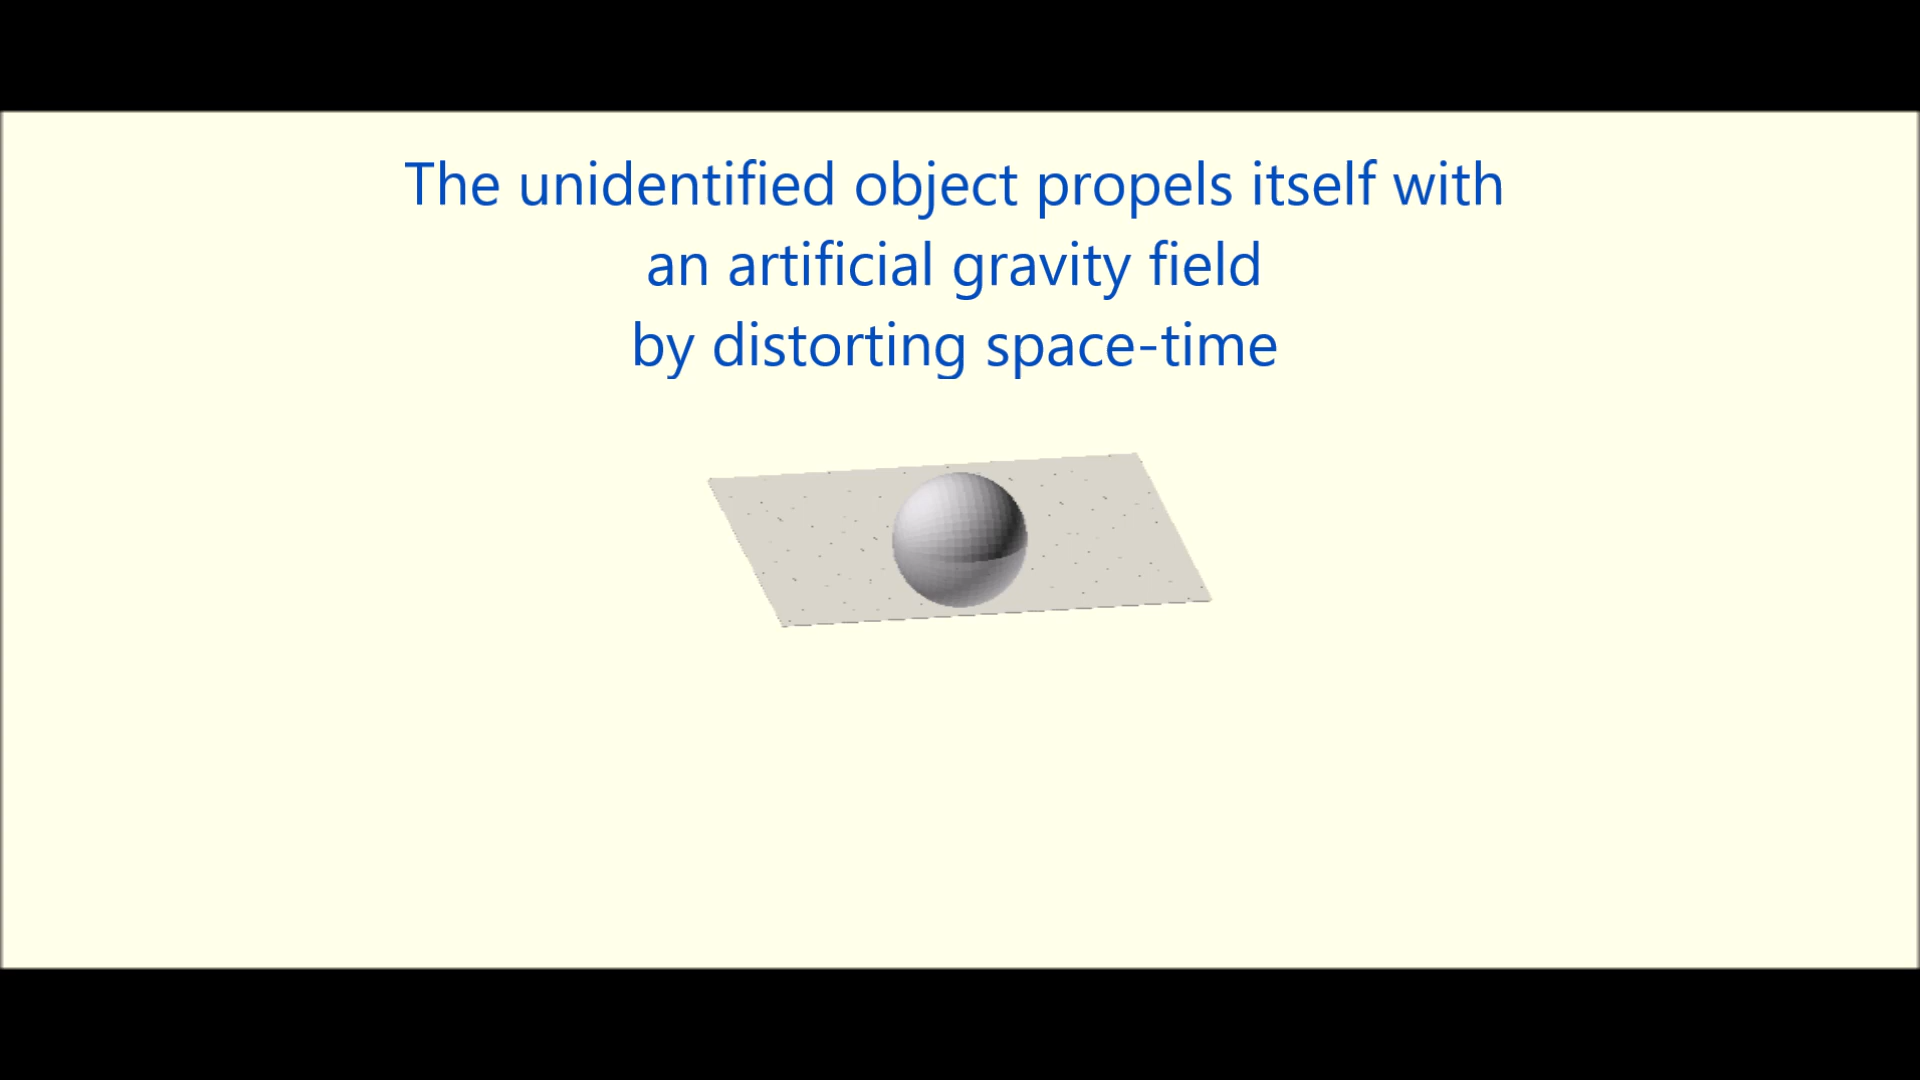 The unidentified object propels itself with
an artificial gravity field
by distorting space-time